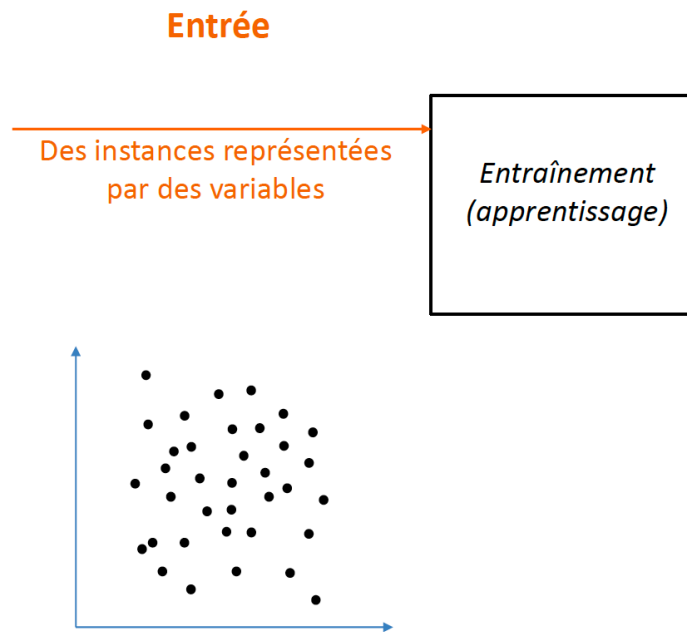 Entrée
Des instances représentées
par des variables
Entraînement
(apprentissage)